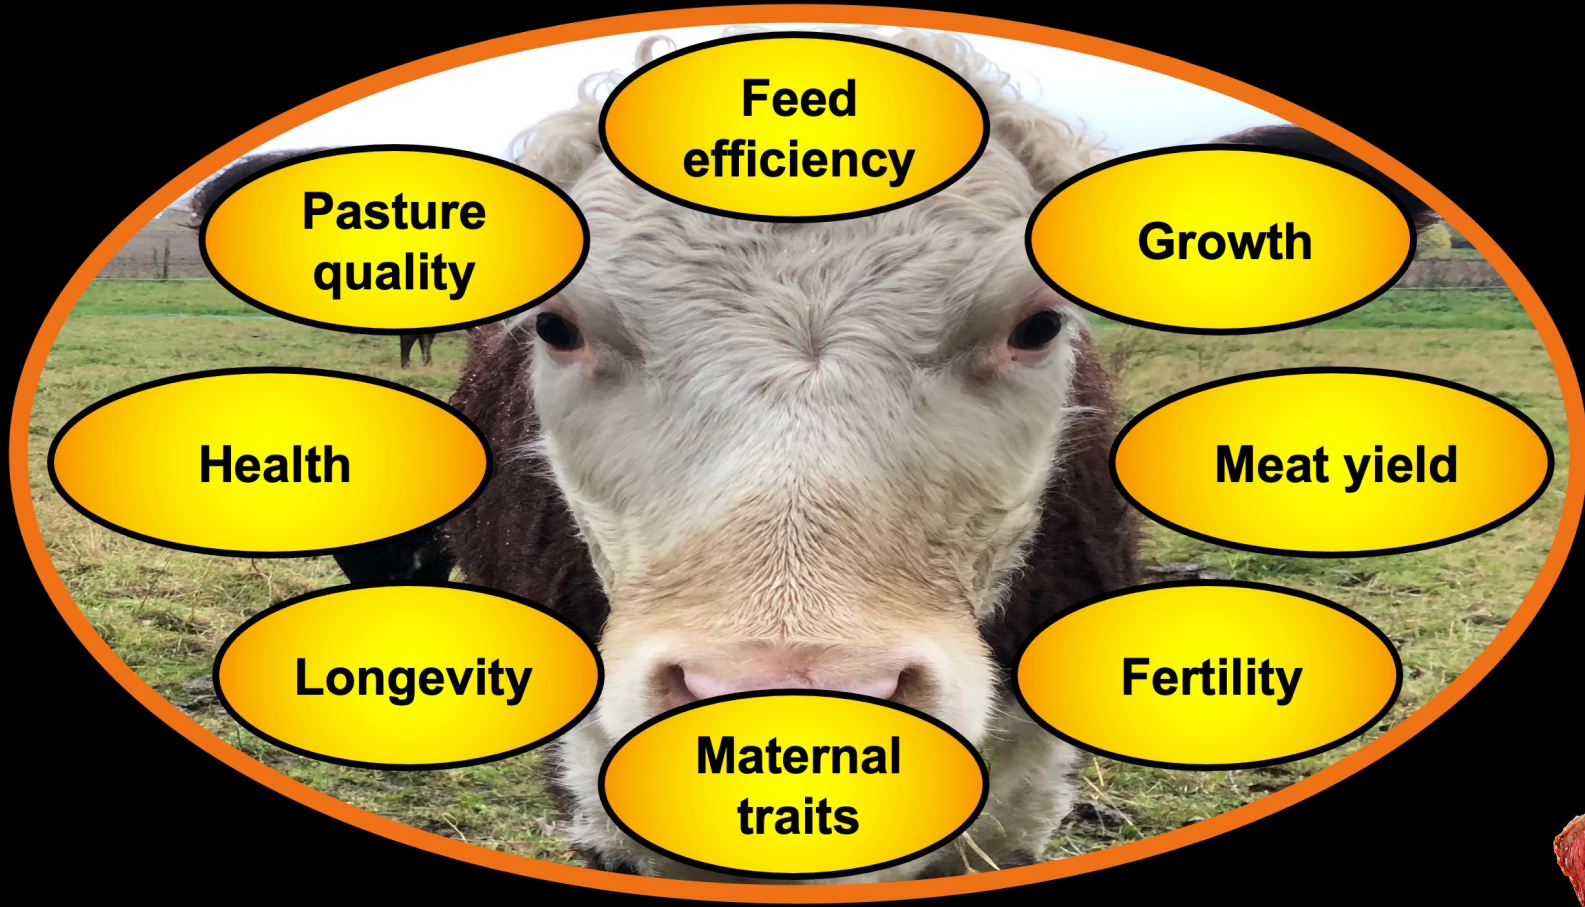 Feed
efficiency
Pasture
quality
Growth
Health
Meat yield
Longevity
Fertility
Maternal
traits